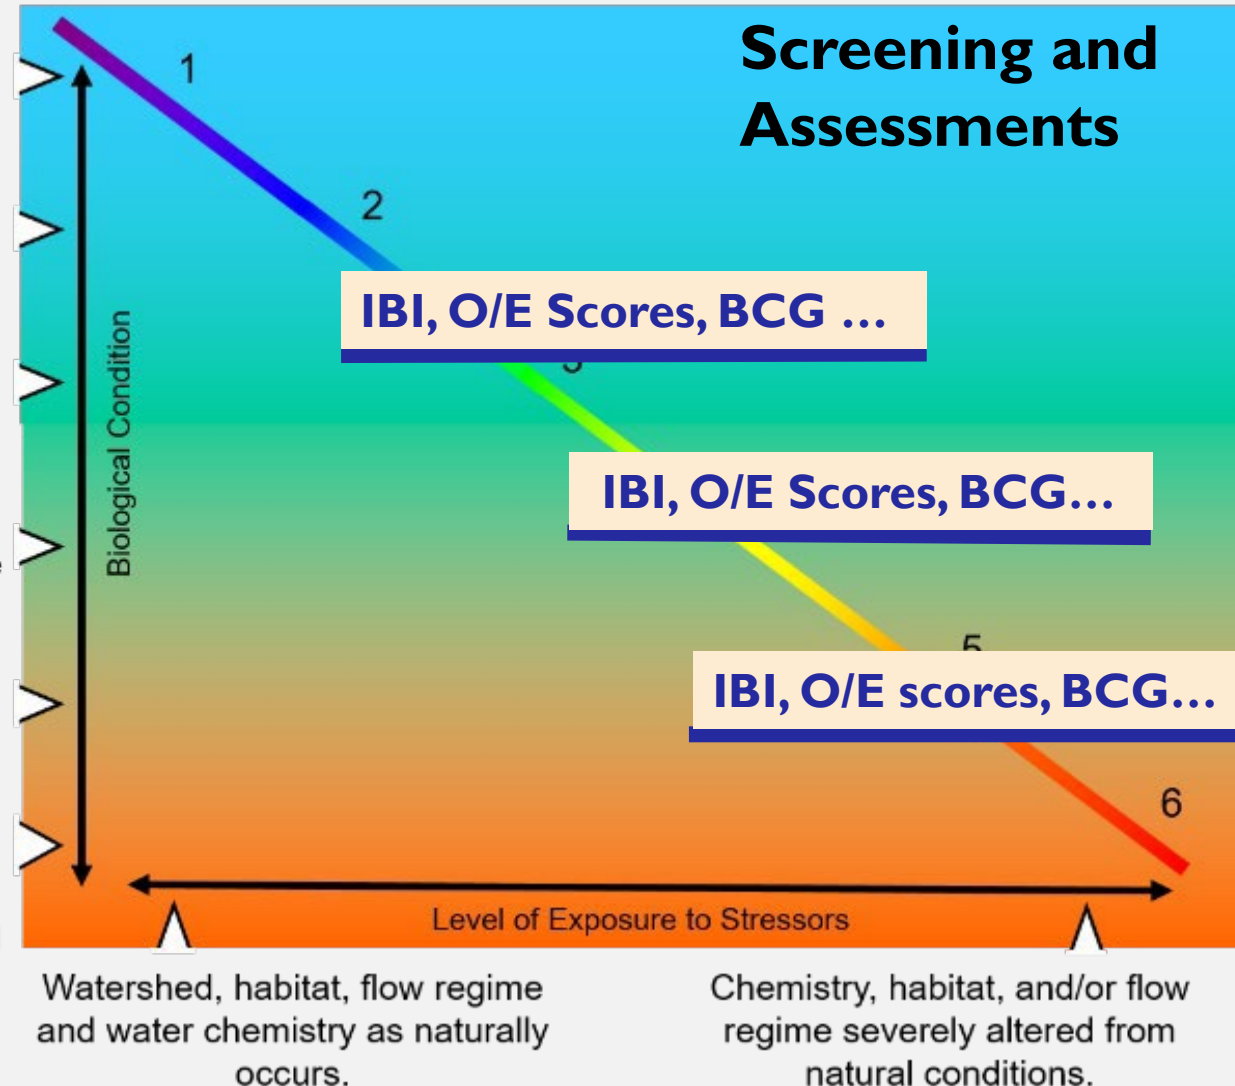 Screening and
Assessments
1
2
IBI, O/E Scores, BCG …
Biological Condition
IBI, O/E Scores, BCG…
5
IBI, O/E scores, BCG…
6
Level of Exposure to Stressors
Watershed, habitat, flow regime
and water chemistry as naturally
occurs.
Chemistry, habitat, and/or flow
regime severely altered from
natural conditions.